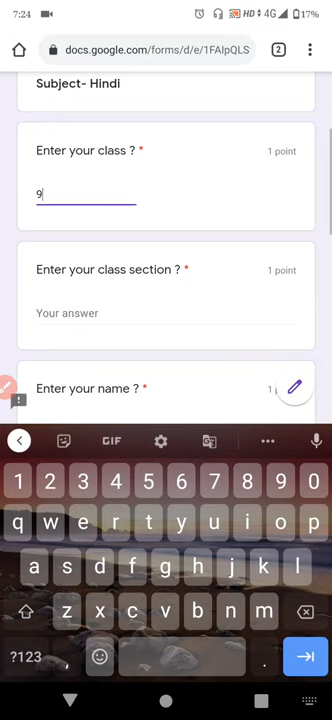 7:24 HD 4G 17%
docs.google.com/forms/d/e/1FAIpQLS 2
Subject- Hindi
Enter your class ? * 1 point
9
Enter your class section ? * 1 point
Your answer
Enter your name ? * 1
GIF
1 2 3 4 5 6 7 8 9 0
q w e r t y u i o p
a s d f g h j k l
z x c v b n m
?123 , .